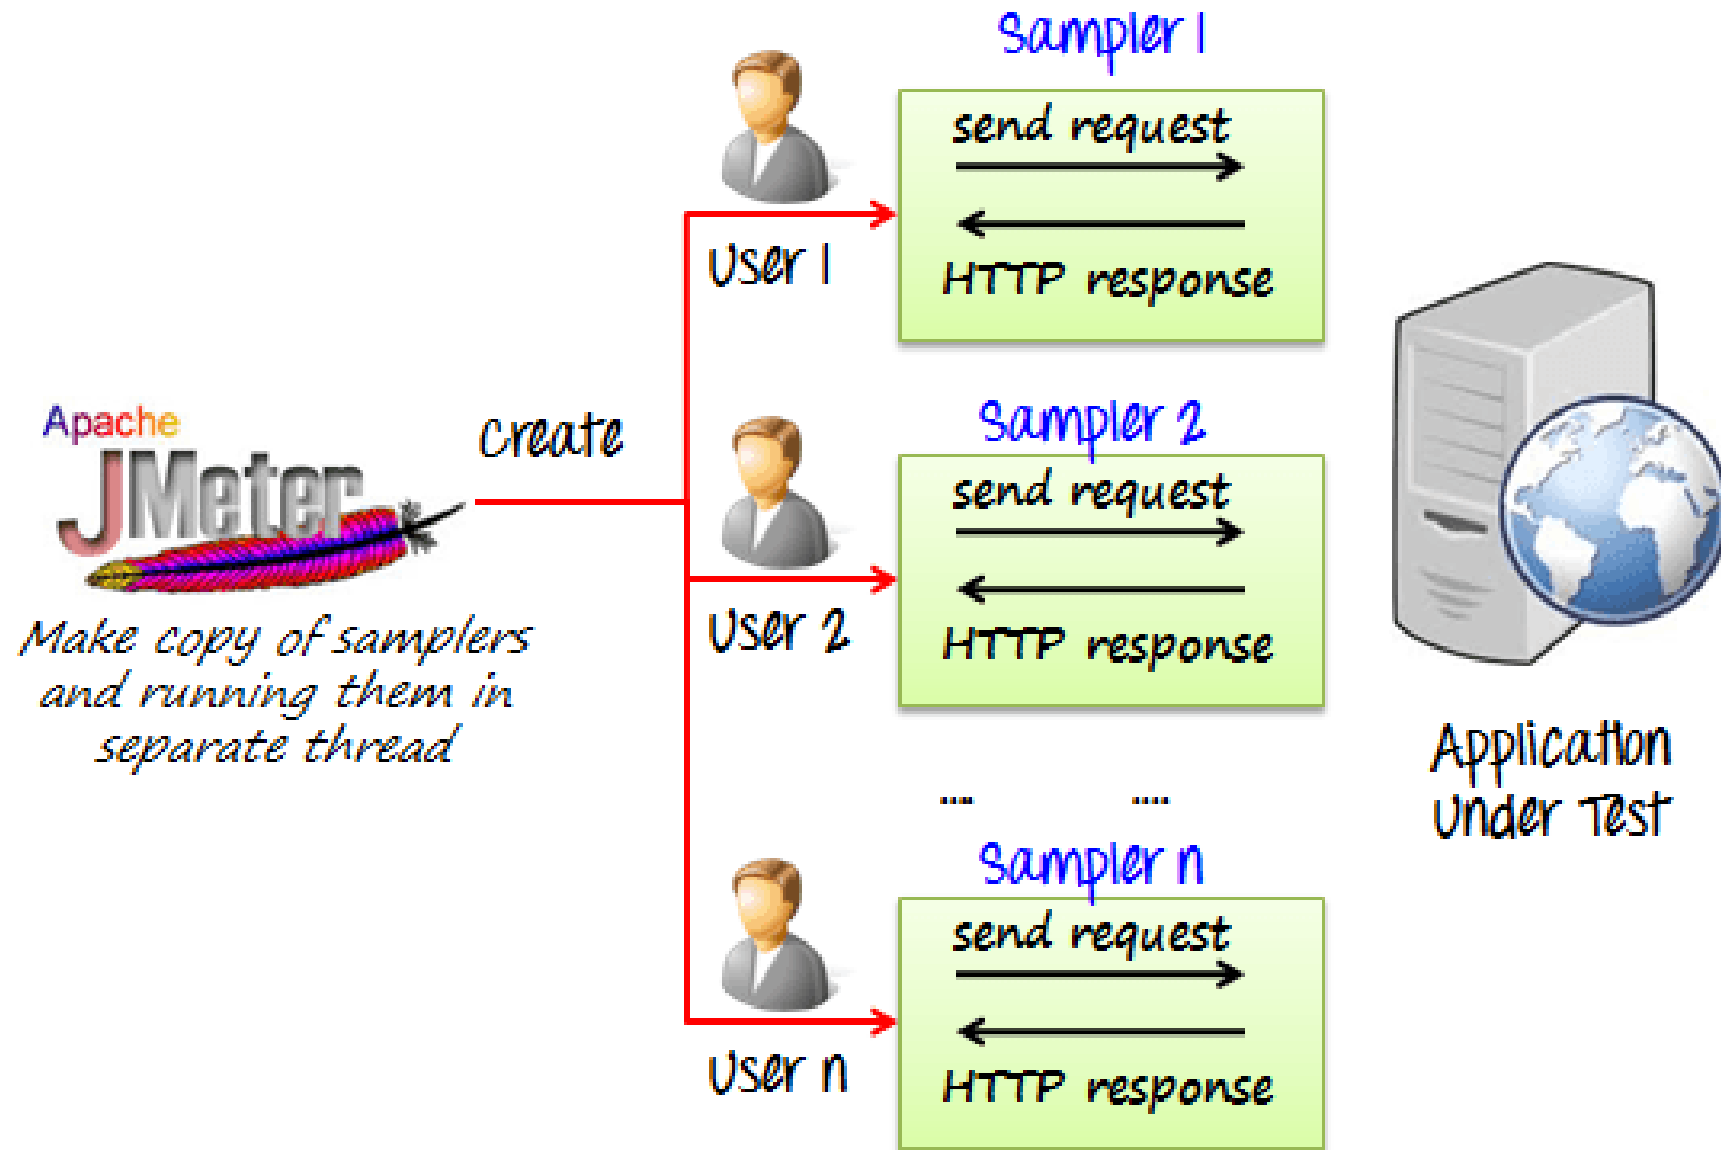 Apache
JMeter
Make copy of samplers
and running them in
separate thread
Create
User 1
Sampler 1
send request
HTTP response
User 2
Sampler 2
send request
HTTP response
.... ....
User n
Sampler n
send request
HTTP response
Application
Under Test